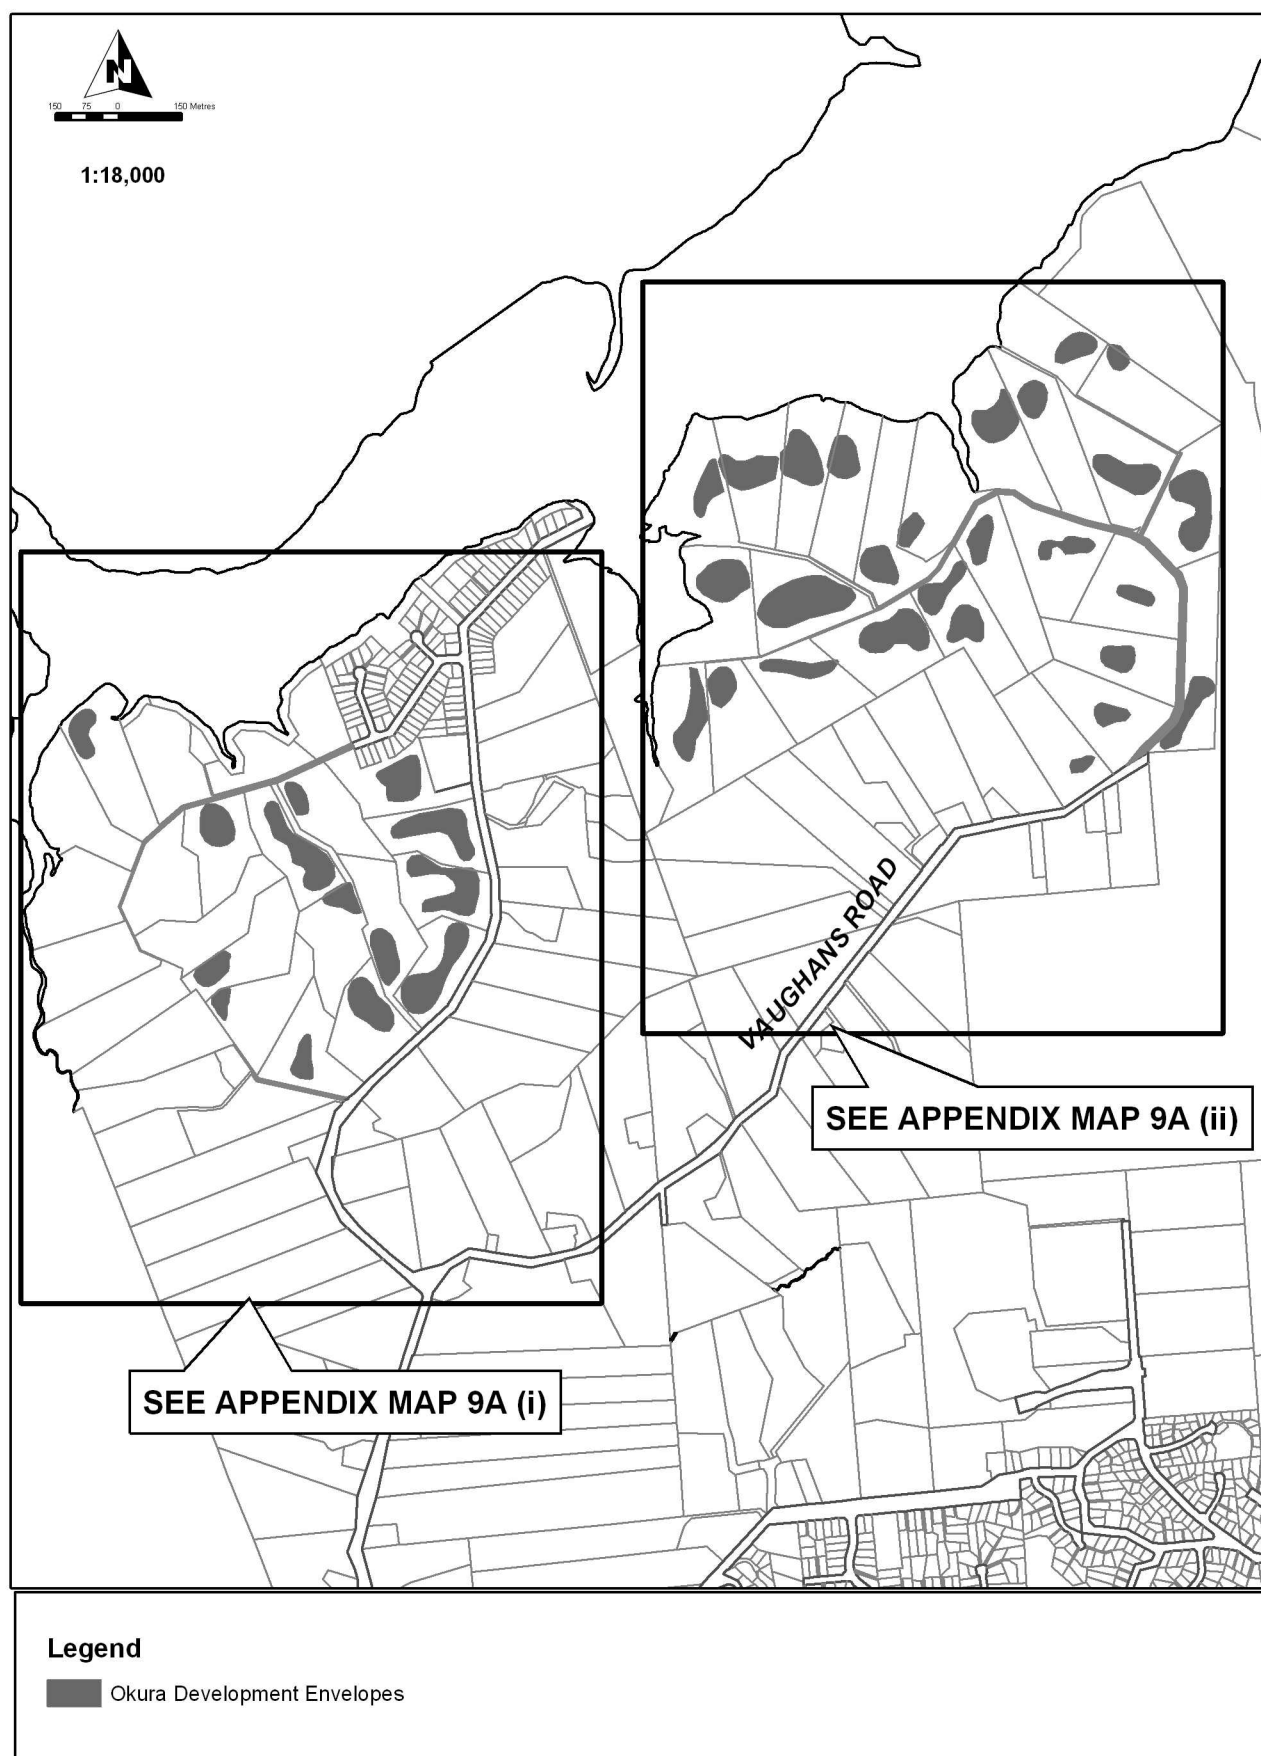 N
150 75 0 150 Metres
1:18,000
VAUGHANS ROAD
SEE APPENDIX MAP 9A (ii)
SEE APPENDIX MAP 9A (i)
Legend
Okura Development Envelopes